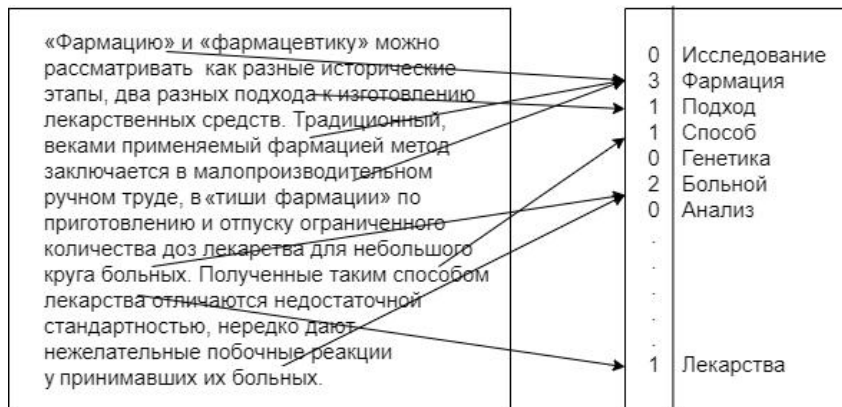 «Фармацию» и «фармацевтику» можно
рассматривать как разные исторические
этапы, два разных подхода к изготовлению
лекарственных средств. Традиционный,
веками применяемый фармацией метод
заключается в малопроизводительном
ручном труде, в «тиши фармации» по
приготовлению и отпуску ограниченного
количества доз лекарства для небольшого
круга больных. Полученные таким способом
лекарства отличаются недостаточной
стандартностью, нередко дают
нежелательные побочные реакции
у принимавших их больных.
0 Исследование
3 Фармация
1 Подход
1 Способ
0 Генетика
2 Больной
0 Анализ
.
.
.
.
.
1 Лекарства